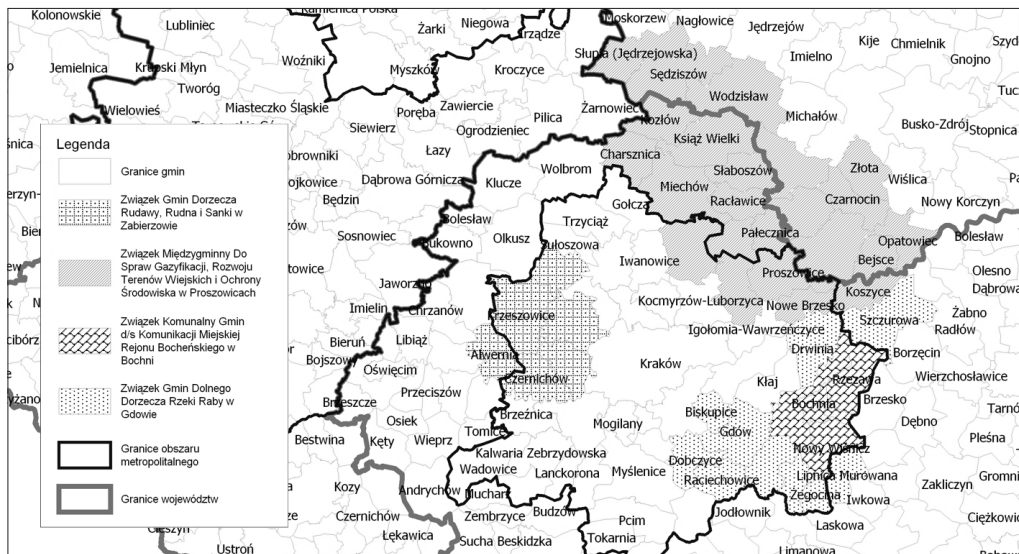 Kolonowskie
Lubliniec
Kamienica Polska
Żarki
Niegowa
Irządze
Moskorzew
Nagłowice
Jędrzejów
Kije
Chmielnik
Imielno
Gnojno
Jemielnica
Krupski Młyn
Woźniki
Myszków
Kroczyce
Słupia (Jędrzejowska)
Sędziszów
Tworóg
Wielowieś
Miasteczko Śląskie
Poręba
Zawiercie
Żarnowiec
Wodzisław
Michałów
Pilica
Kozłów
Siewierz
Ogrodzieniec
Książ Wielki
Busko-Zdrój
Stopnica
Łazy
Charsznica
Słaboszów
Złota
Wiślica
Dąbrowa Górnicza
Klucze
Wolbrom
Miechów
Racławice
Czarnocin
Nowy Korczyn
Będzin
Bolesław
Gołcza
Trzyciąż
Pałecznica
Opatowiec
Bolesław
Sosnowiec
Bukowno
Olkusz
Sułoszowa
Iwanowice
Bejsce
Jaworzno
Proszowice
Koszyce
Olesno
Imielin
Chrzanów
Krzeszowice
Kocmyrzów-Luborzyca
Nowe Brzesko
Szczurowa
Żabno
Radłów
Bieruń
Libiąż
Igołomia-Wawrzeńczyce
Drwinia
Borzęcin
Oświęcim
Alwernia
Kraków
Kłaj
Rzezawa
Wierzchosławice
Przeciszów
Czernichów
Bochnia
Brzesko
Brzeszcze
Osiek
Brzeźnica
Biskupice
Dębno
Bestwina
Kęty
Wieprz
Tomice
Mogilany
Gdów
Pleśna
Kalwaria Zebrzydowska
Nowy Wiśnicz
Wadowice
Lanckorona
Myślenice
Dobczyce
Raciechowice
Lipnica Murowana
Zakliczyn
Kozy
Andrychów
Mucharz
Żegocina
Iwkowa
Czernichów
Zembrzyce
Budzów
Pcim
Jodłownik
Laskowa
Łękawica
Tokarnia
Ustroń
Sucha Beskidzka
Limanowa
Legenda
Granice gmin
Związek Gmin Dorzecza
Rudawy, Rudna i Sanki w
Zabierzowie
Związek Międzygminny Do
Spraw Gazyfikacji, Rozwoju
Terenów Wiejskich i Ochrony
Środowiska w Proszowicach
Związek Komunalny Gmin
d/s Komunikacji Miejskiej
Rejonu Bocheńskiego w
Bochni
Związek Gmin Dolnego
Dorzecza Rzeki Raby w
Gdowie
Granice obszaru
metropolitalnego
Granice województw